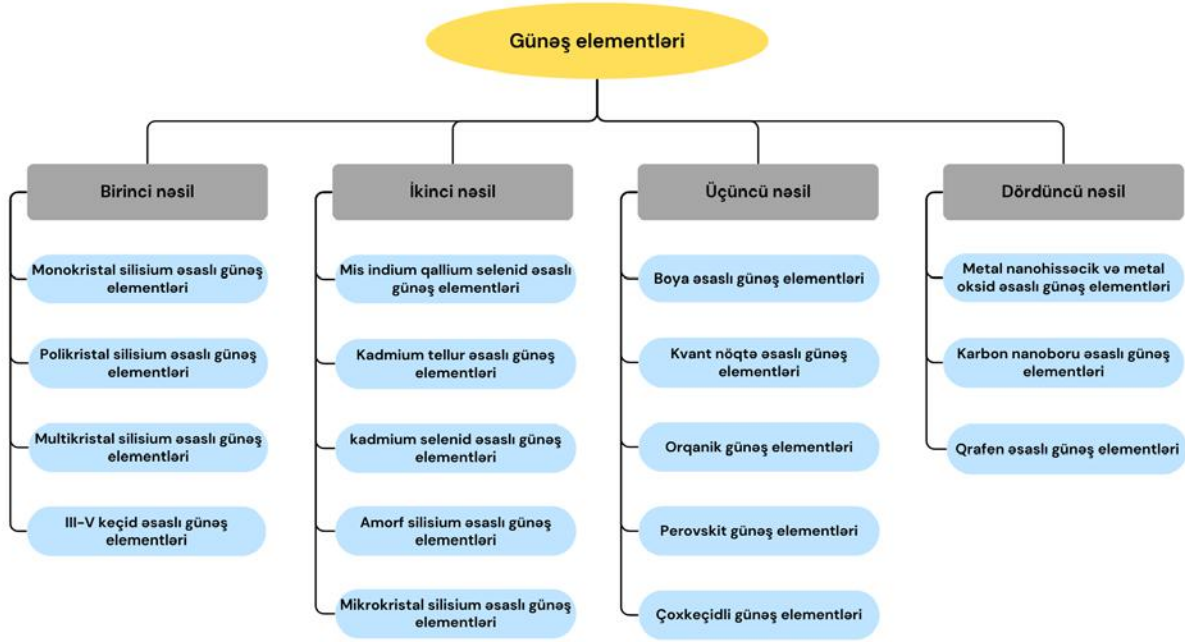 Günəş elementləri
Birinci nəsil
Monokristal silisium əsaslı günəş
elementləri
Polikristal silisium əsaslı günəş
elementləri
Multikristal silisium əsaslı günəş
elementləri
III-V keçid əsaslı günəş
elementləri
İkinci nəsil
Mis indium qallium selenid əsaslı
günəş elementləri
Kadmium tellur əsaslı günəş
elementləri
kadmium selenid əsaslı günəş
elementləri
Amorf silisium əsaslı günəş
elementləri
Mikrokristal silisium əsaslı günəş
elementləri
Üçüncü nəsil
Boya əsaslı günəş elementləri
Kvant nöqtə əsaslı günəş
elementləri
Orqanik günəş elementləri
Perovskit günəş elementləri
Çoxkeçidli günəş elementləri
Dördüncü nəsil
Metal nanohissəcik və metal
oksid əsaslı günəş elementləri
Karbon nanoboru əsaslı günəş
elementləri
Qrafen əsaslı günəş elementləri